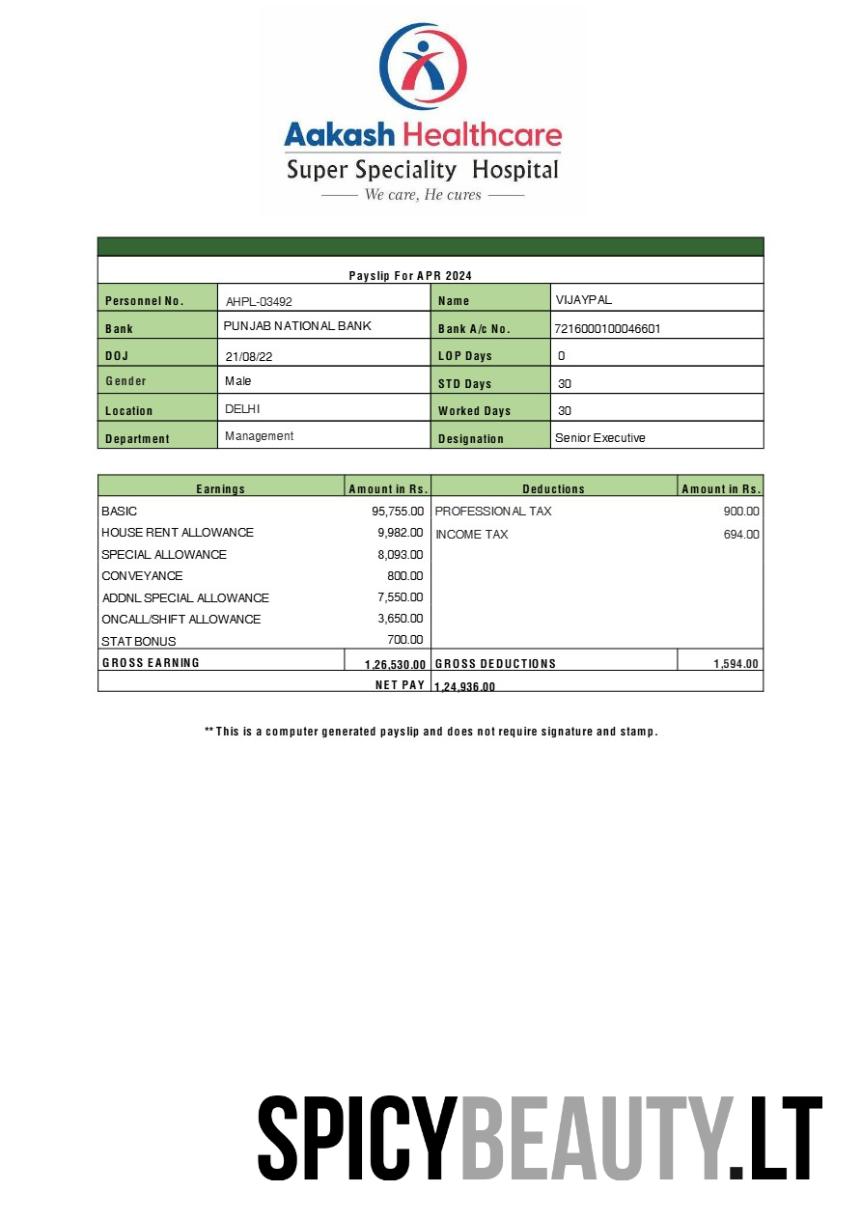 Aakash Healthcare
Super Speciality Hospital
We care, He cures
Payslip For APR 2024
Personnel No. AHPL-03492 Name VIJAYPAL
Bank PUNJAB NATIONAL BANK Bank A/c No. 7216000100046601
DOJ 21/08/22 LOP Days 0
Gender Male STD Days 30
Location DELHI Worked Days 30
Department Management Designation Senior Executive
Earnings Amount in Rs. Deductions Amount in Rs.
BASIC 95,755.00 PROFESSIONAL TAX 900.00
HOUSE RENT ALLOWANCE 9,982.00 INCOME TAX 694.00
SPECIAL ALLOWANCE 8,093.00
CONVEYANCE 800.00
ADDNL SPECIAL ALLOWANCE 7,550.00
ONCALL/SHIFT ALLOWANCE 3,650.00
STAT BONUS 700.00
GROSS EARNING 1,26,530.00 GROSS DEDUCTIONS 1,594.00
NET PAY 1,24,936.00
** This is a computer generated payslip and does not require signature and stamp.
SPICYBEAUTY.LT